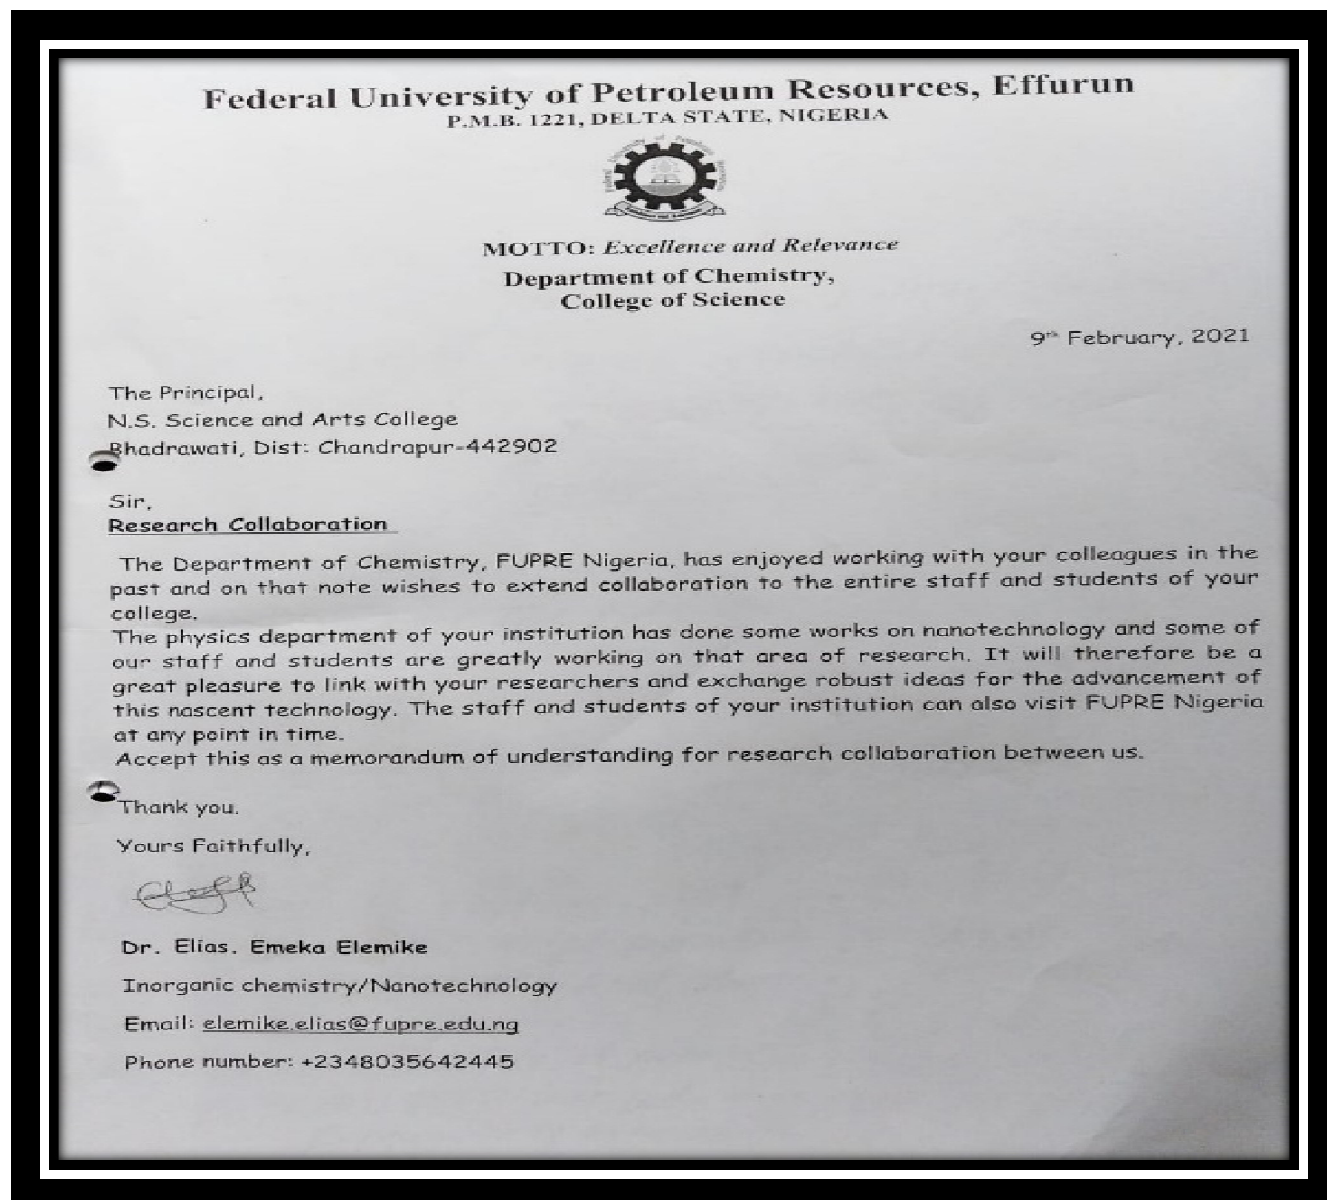 Federal University of Petroleum Resources, Effurun
P.M.B. 1221, DELTA STATE, NIGERIA
Federal University of Petroleum
MOTTO: Excellence and Relevance
Department of Chemistry,
College of Science
9th February, 2021
The Principal,
N.S. Science and Arts College
Bhadrawati, Dist: Chandrapur-442902
Sir,
Research Collaboration
The Department of Chemistry, FUPRE Nigeria, has enjoyed working with your colleagues in the
past and on that note wishes to extend collaboration to the entire staff and students of your
college.
The physics department of your institution has done some works on nanotechnology and some of
our staff and students are greatly working on that area of research. It will therefore be a
great pleasure to link with your researchers and exchange robust ideas for the advancement of
this nascent technology. The staff and students of your institution can also visit FUPRE Nigeria
at any point in time.
Accept this as a memorandum of understanding for research collaboration between us.
Thank you.
Yours Faithfully,
Dr. Elias. Emeka Elemike
Inorganic chemistry/Nanotechnology
Email: elemike.elias@fupre.edu.ng
Phone number: +2348035642445